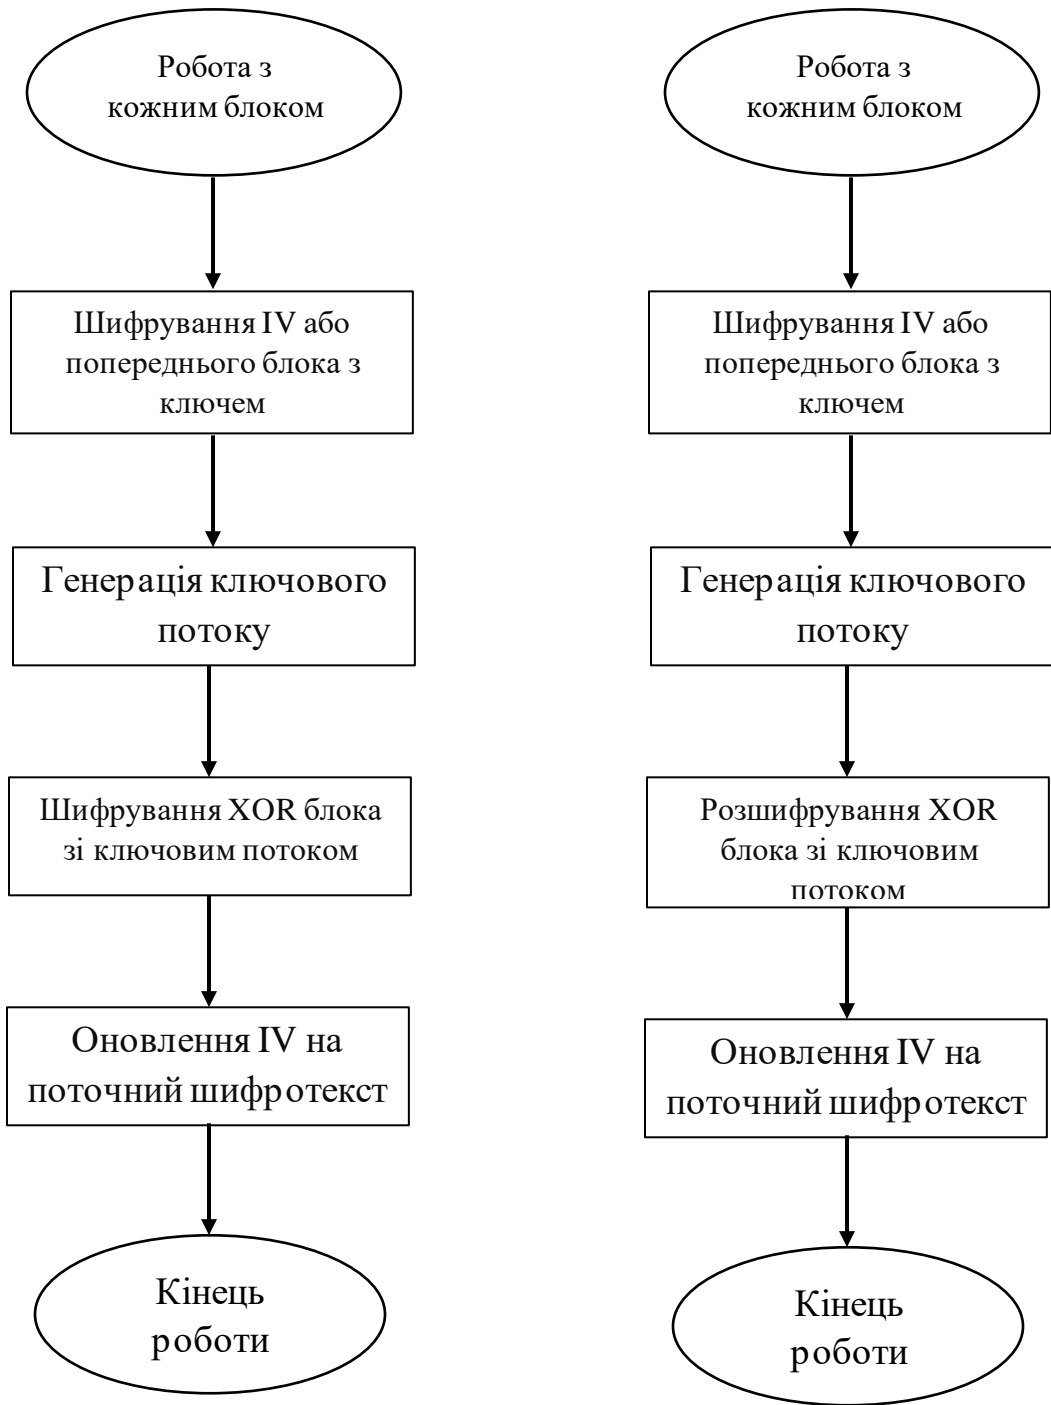 Робота з
кожним блоком
Шифрування IV або
попереднього блока з
ключем
Генерація ключового
потоку
Шифрування XOR блока
зі ключовим потоком
Оновлення IV на
поточний шифротекст
Кінець
роботи
Робота з
кожним блоком
Шифрування IV або
попереднього блока з
ключем
Генерація ключового
потоку
Розшифрування XOR
блока зі ключовим
потоком
Оновлення IV на
поточний шифротекст
Кінець
роботи